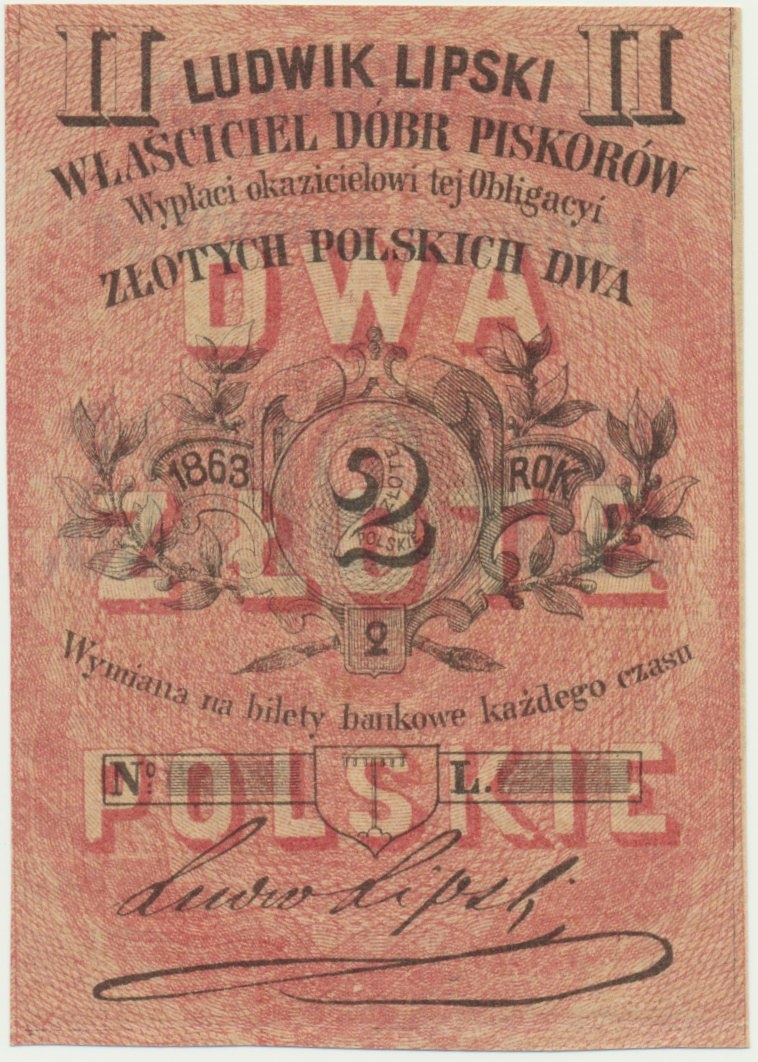 II LUDWIK LIPSKI II
WŁAŚCICIEL DÓBR PISKORÓW
Wypłaci okazicielowi tej Obligacyi
ZŁOTYCH POLSKICH DWA
DWA
1863 2 ROK
ZŁOTE
POLSKIE
ZŁOTE
2
Wymiana na bilety bankowe każdego czasu
POLSKIE
No L.
Ludw Lipski